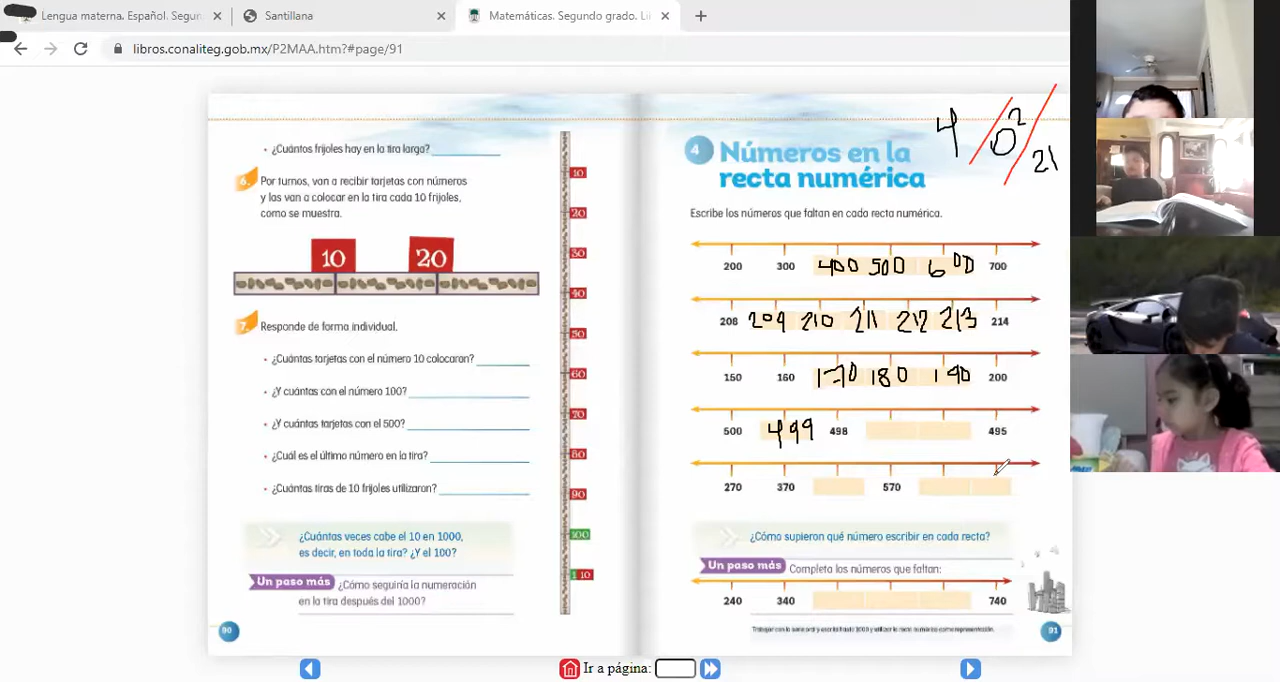 Lengua materna. Español. Segun
Santillana
Matemáticas. Segundo grado. Li
libros.conaliteg.gob.mx/P2MAA.htm?#page/91
¿Cuántos frijoles hay en la tira larga?
6. Por turnos, van a recibir tarjetas con números
y las van a colocar en la tira cada 10 frijoles,
como se muestra.
10 20
7. Responde de forma individual.
• ¿Cuántas tarjetas con el número 10 colocaron?
• ¿Y cuántas con el número 100?
• ¿Y cuántas tarjetas con el 500?
• ¿Cuál es el último número en la tira?
• ¿Cuántas tiras de 10 frijoles utilizaron?
¿Cuántas veces cabe el 10 en 1000,
es decir, en toda la tira? ¿Y el 100?
Un paso más ¿Cómo seguiría la numeración
en la tira después del 1000?
90
10
20
30
40
50
60
70
80
90
100
110
4/02/21
4 Números en la
recta numérica
Escribe los números que faltan en cada recta numérica.
200 300 400 500 600 700
208 209 210 211 212 213 214
150 160 170 180 190 200
500 499 498 495
270 370 570
¿Cómo supieron qué número escribir en cada recta?
Un paso más Completa los números que faltan:
240 340 740
91
Ir a página: